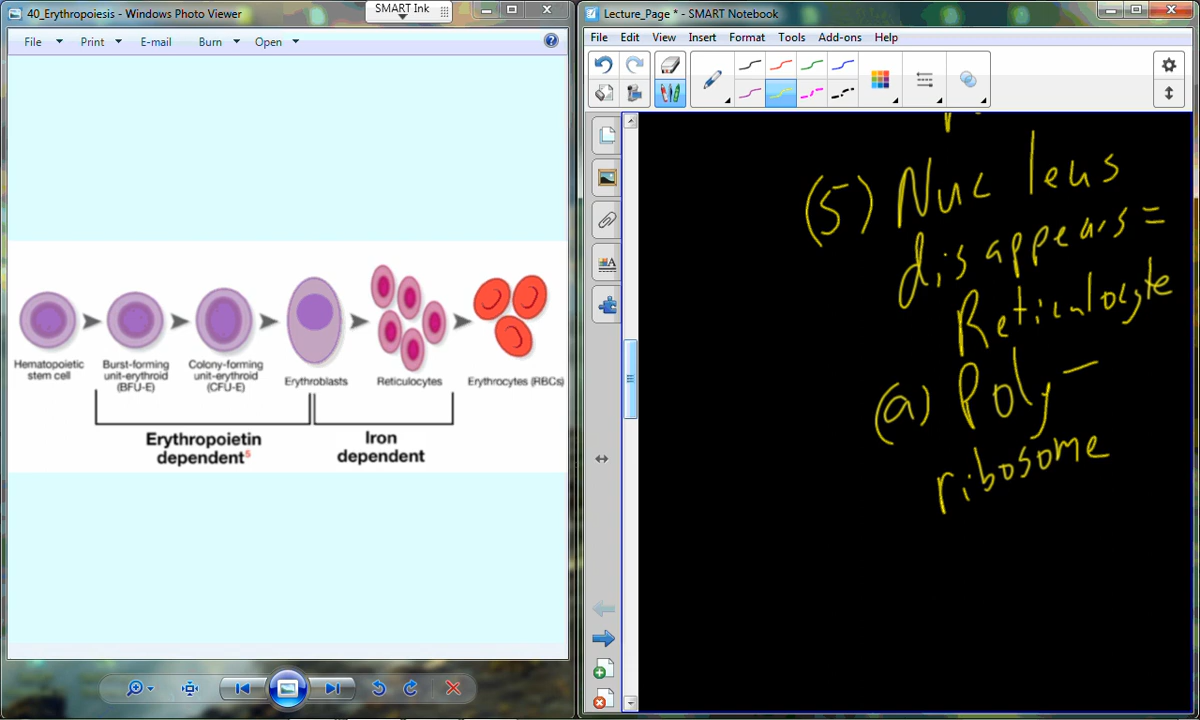 40_Erythropoiesis - Windows Photo Viewer
SMART Ink
File Print E-mail Burn Open
Hematopoietic
stem cell
Burst-forming
unit-erythroid
(BFU-E)
Colony-forming
unit-erythroid
(CFU-E)
Erythroblasts
Reticulocytes
Erythrocytes (RBCs)
Erythropoietin
dependent5
Iron
dependent
Lecture_Page * - SMART Notebook
File Edit View Insert Format Tools Add-ons Help
(5) Nucleus
disappears =
Reticulocyte
(a) Poly-
ribosome